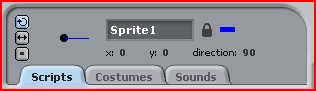 Sprite1
x: 0 y: 0 direction: 90
Scripts Costumes Sounds